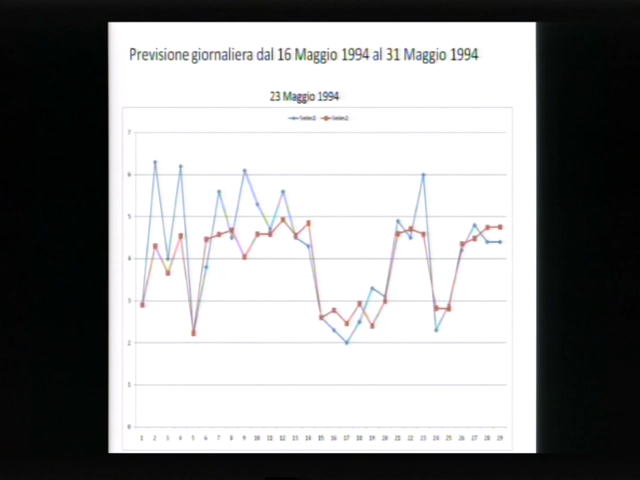 Previsione giornaliera dal 16 Maggio 1994 al 31 Maggio 1994
23 Maggio 1994
Series1 Series2
7
6
5
4
3
2
1
0
1 2 3 4 5 6 7 8 9 10 11 12 13 14 15 16 17 18 19 20 21 22 23 24 25 26 27 28 29